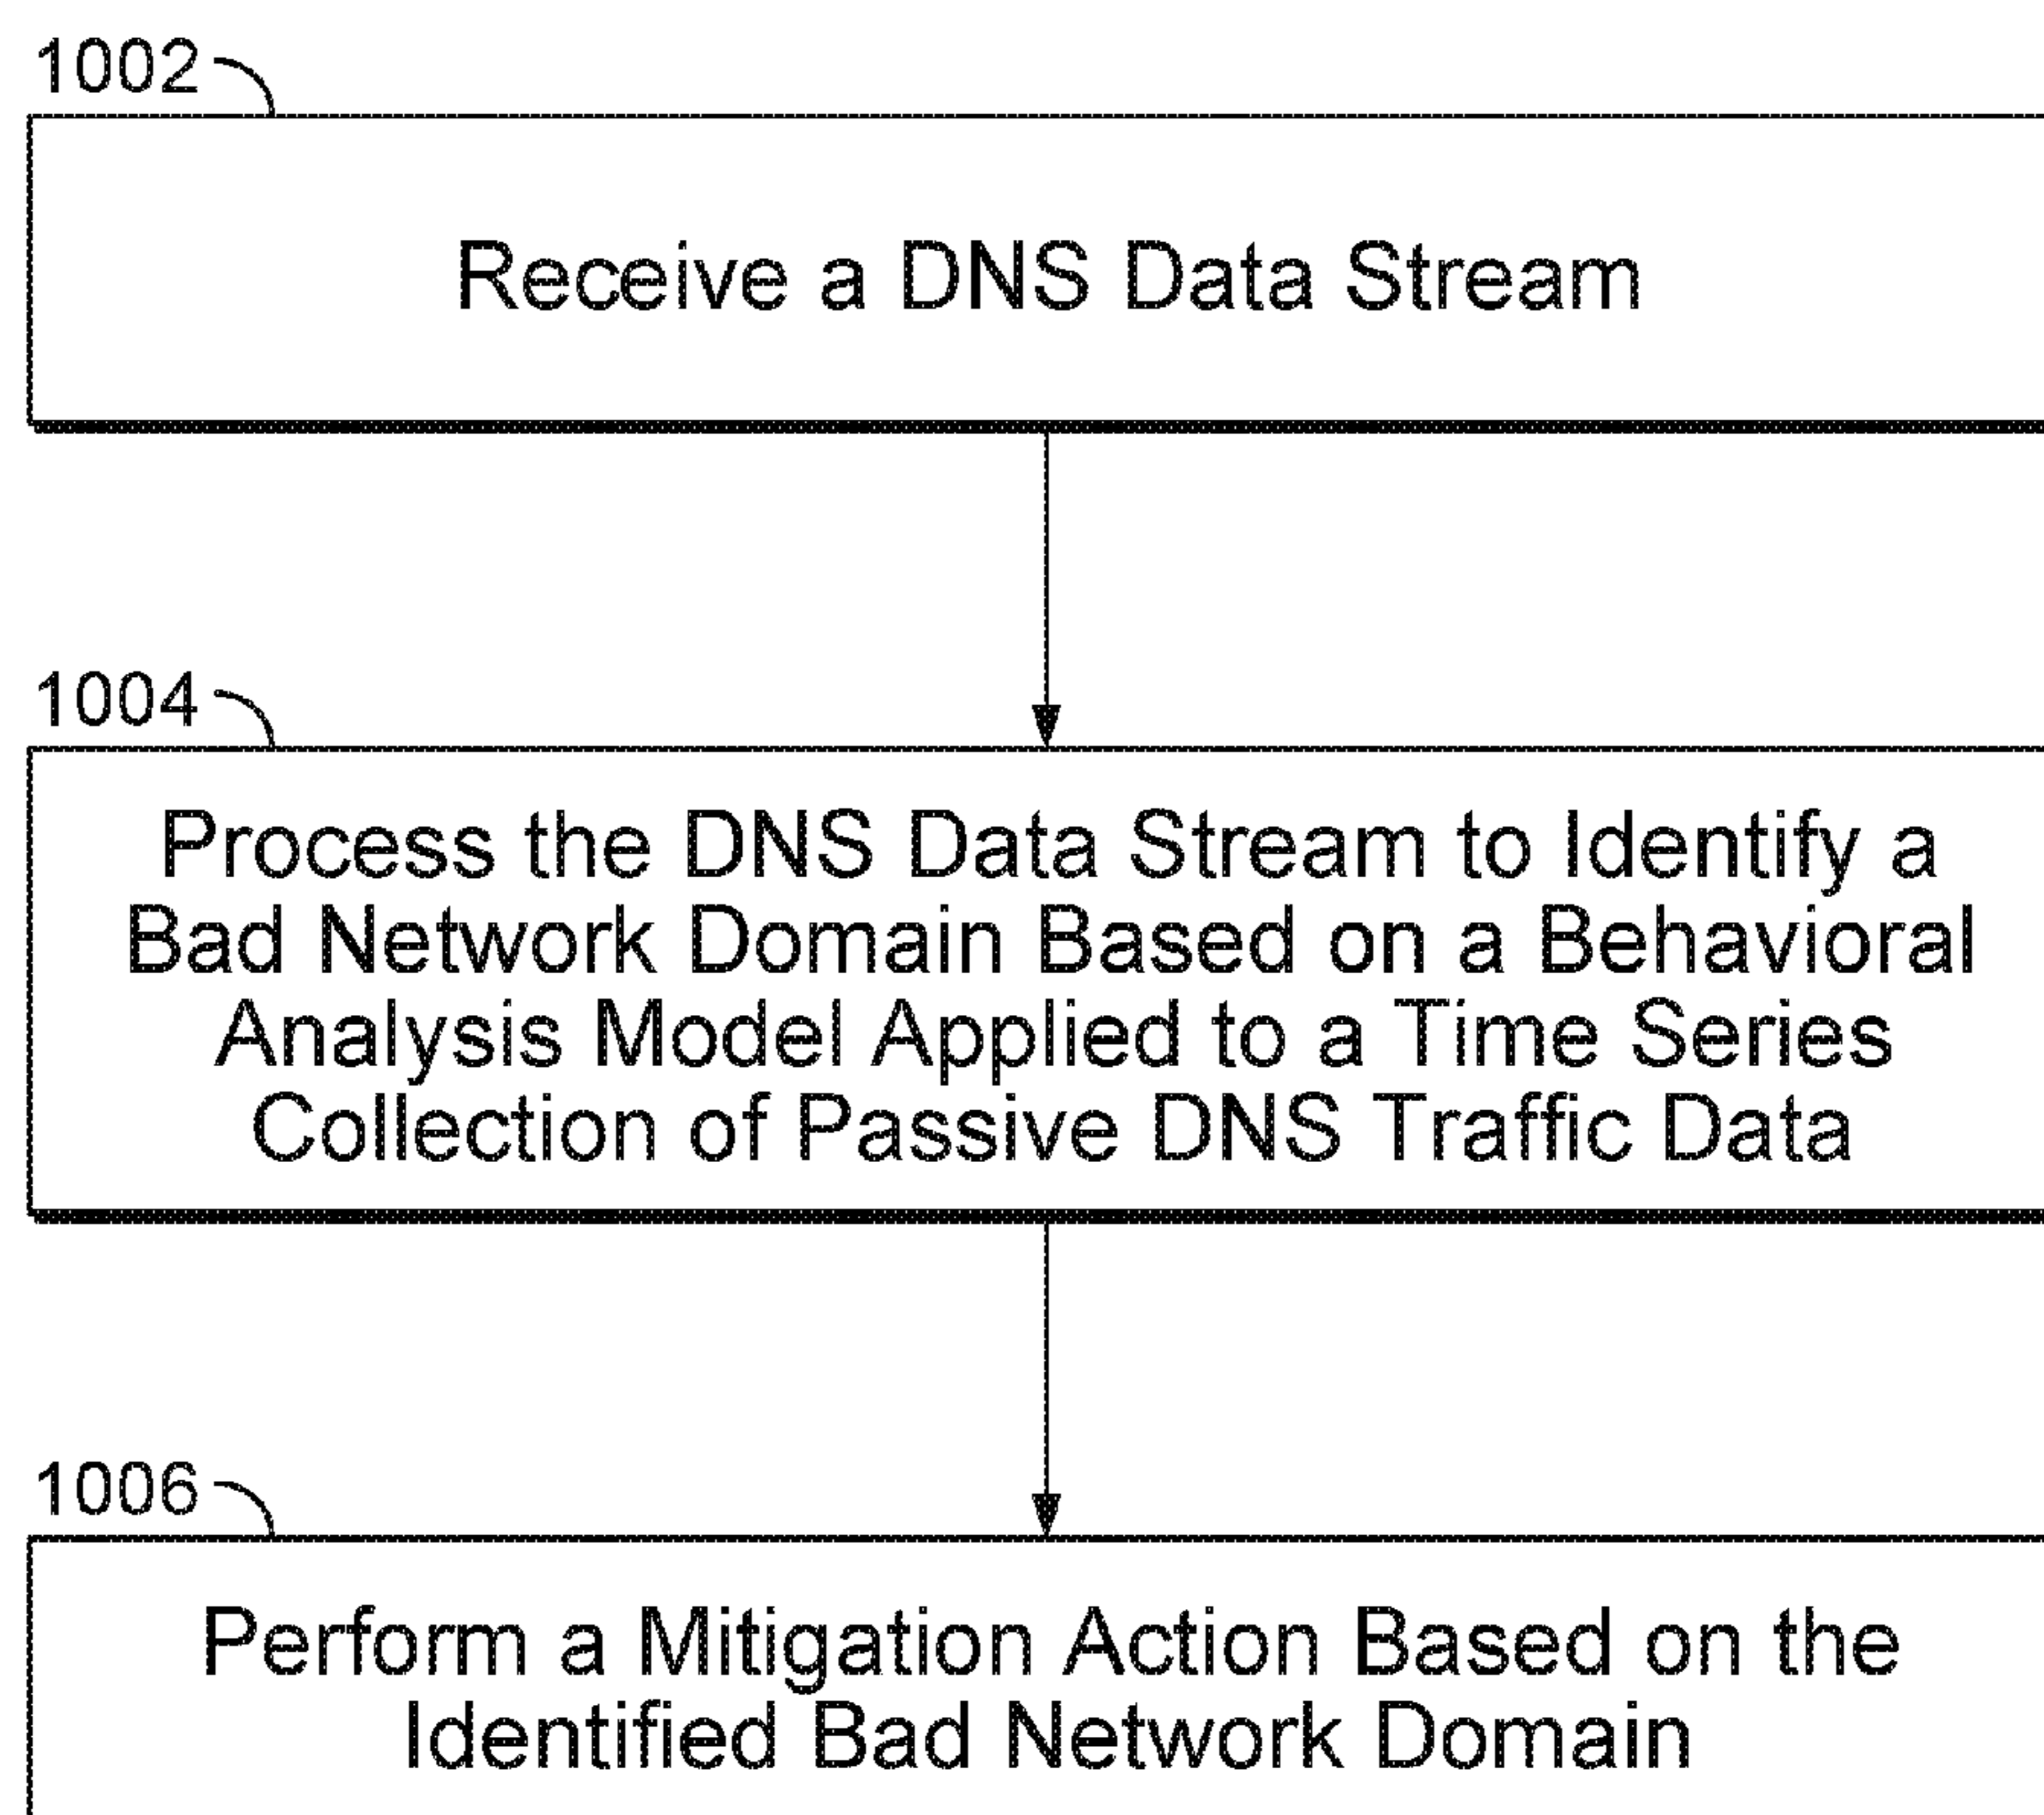 1002
Receive a DNS Data Stream
1004
Process the DNS Data Stream to Identify a
Bad Network Domain Based on a Behavioral
Analysis Model Applied to a Time Series
Collection of Passive DNS Traffic Data
1006
Perform a Mitigation Action Based on the
Identified Bad Network Domain